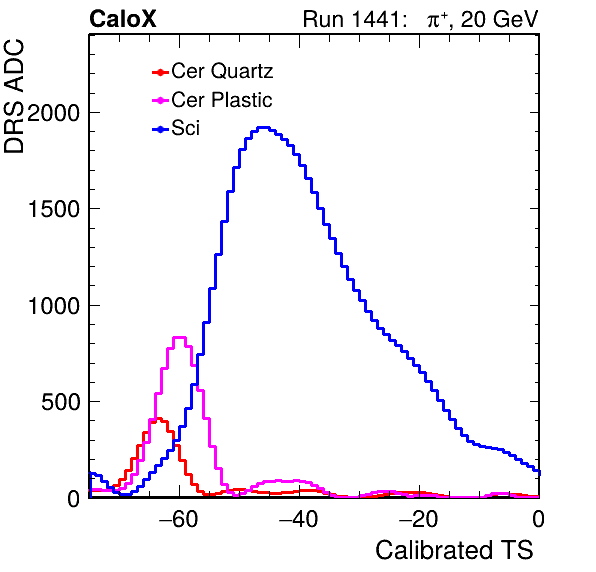 CaloX Run 1441: π⁺, 20 GeV
DRS ADC
Cer Quartz
Cer Plastic
Sci
2000
1500
1000
500
0
−60 −40 −20 0
Calibrated TS